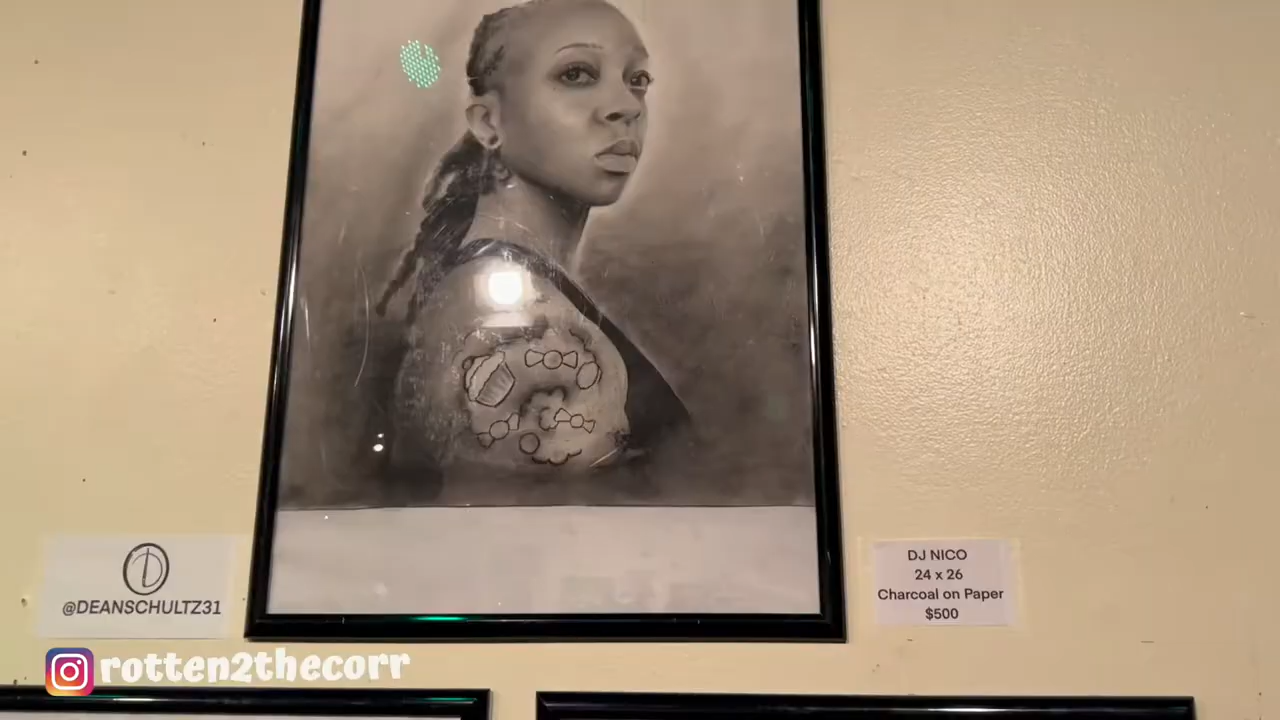 D
@DEANSCHULTZ31
DJ NICO
24 x 26
Charcoal on Paper
$500
rotten2thecorr